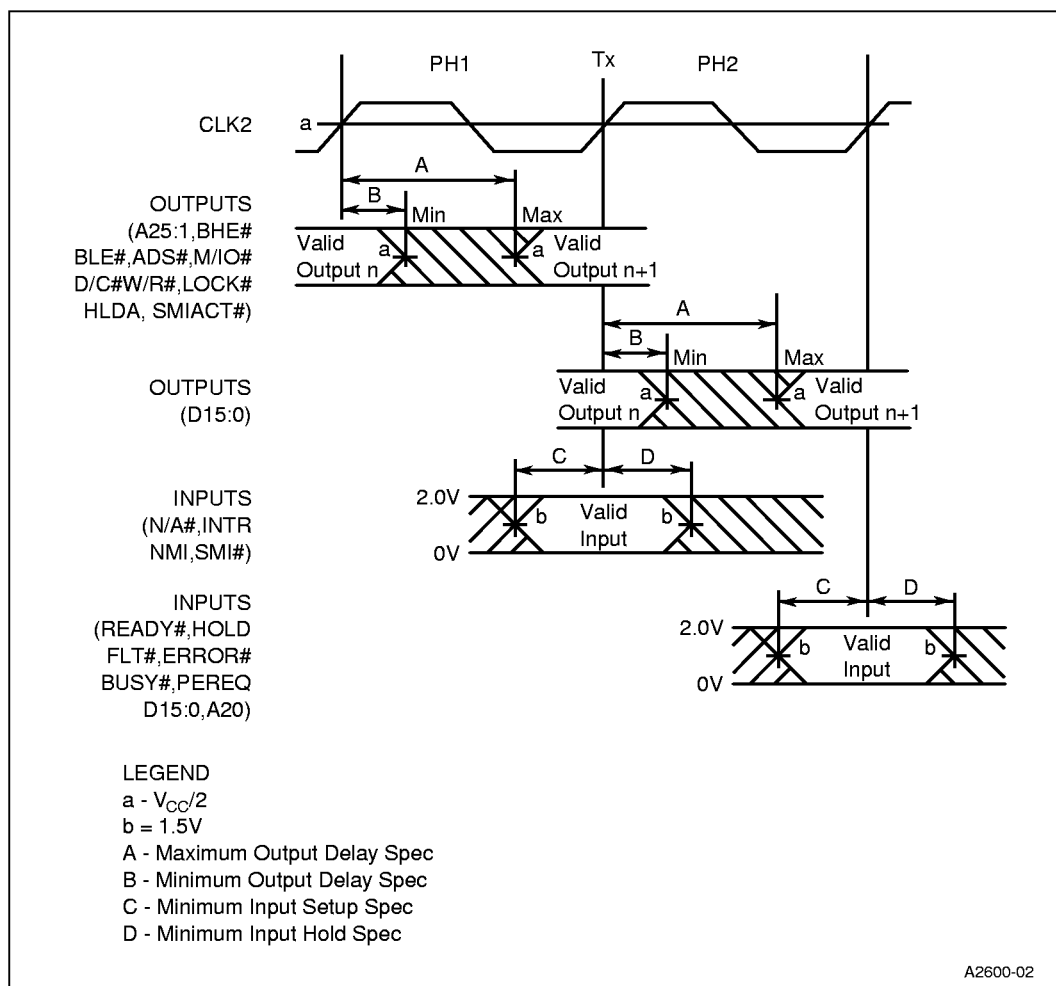 Tx
PH1
PH2
CLK2
a
A
B
OUTPUTS
(A25:1,BHE#
BLE#,ADS#,M/IO#
D/C#W/R#,LOCK#
HLDA, SMIACT#)
Min
Max
Valid
Output n
a
a
Valid
Output n+1
A
B
OUTPUTS
(D15:0)
Min
Max
Valid
Output n
a
a
Valid
Output n+1
C
D
INPUTS
(N/A#,INTR
NMI,SMI#)
2.0V
0V
b
Valid
Input
b
C
D
INPUTS
(READY#,HOLD
FLT#,ERROR#
BUSY#,PEREQ
D15:0,A20)
2.0V
0V
b
Valid
Input
b
LEGEND
a - VCC/2
b = 1.5V
A - Maximum Output Delay Spec
B - Minimum Output Delay Spec
C - Minimum Input Setup Spec
D - Minimum Input Hold Spec
A2600-02